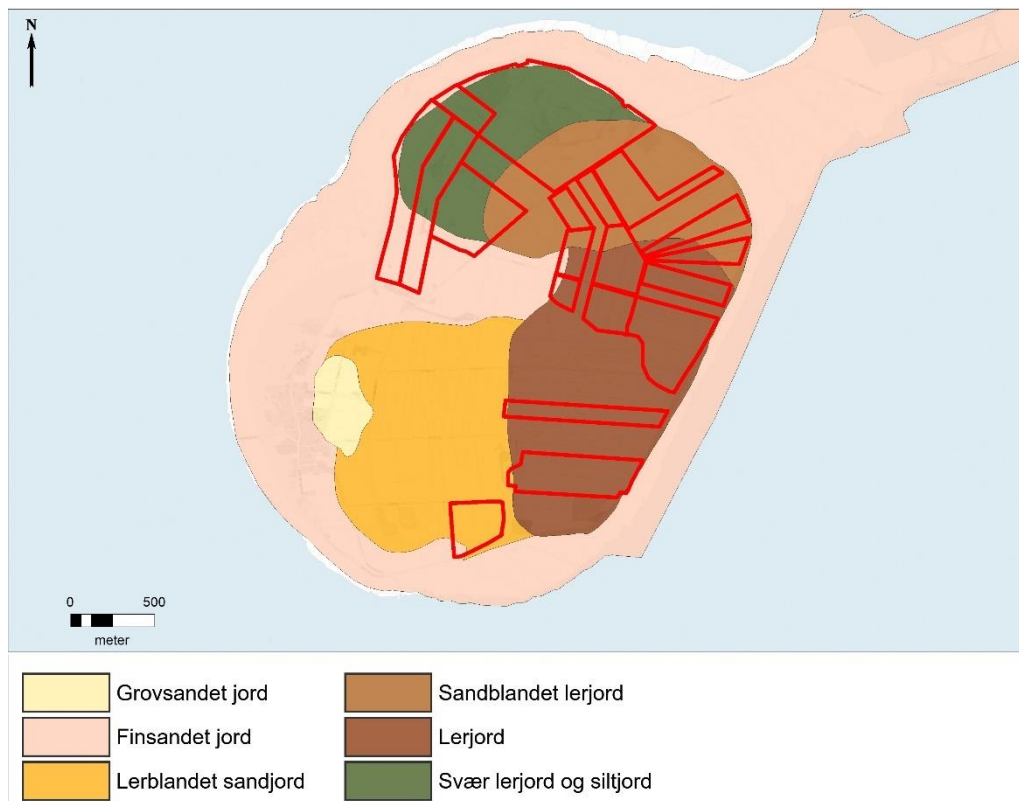 N
0 500
meter
Grovsandet jord
Finsandet jord
Lerblandet sandjord
Sandblandet lerjord
Lerjord
Svær lerjord og siltjord